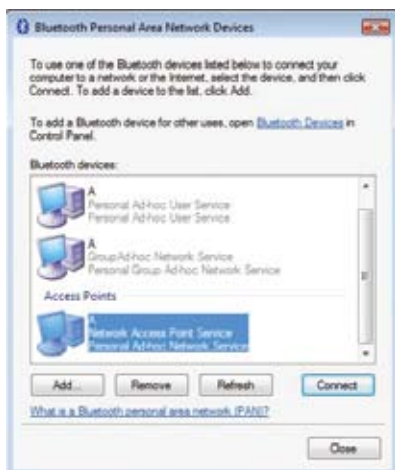 Bluetooth Personal Area Network Devices
To use one of the Bluetooth devices listed below to connect your
computer to a network or the Internet, select the device, and then click
Connect. To add a device to the list, click Add.
To add a Bluetooth device for other uses, open Bluetooth Devices in
Control Panel.
Bluetooth devices:
A
Personal Ad-hoc User Service
Personal Ad-hoc User Service
A
GroupAd-hoc Network Service
Personal Group Ad-hoc Network Service
Access Points
A
Network Access Point Service
Personal Ad-hoc Network Service
Add... Remove Refresh Connect
What is a Bluetooth personal area network (PAN)?
Close